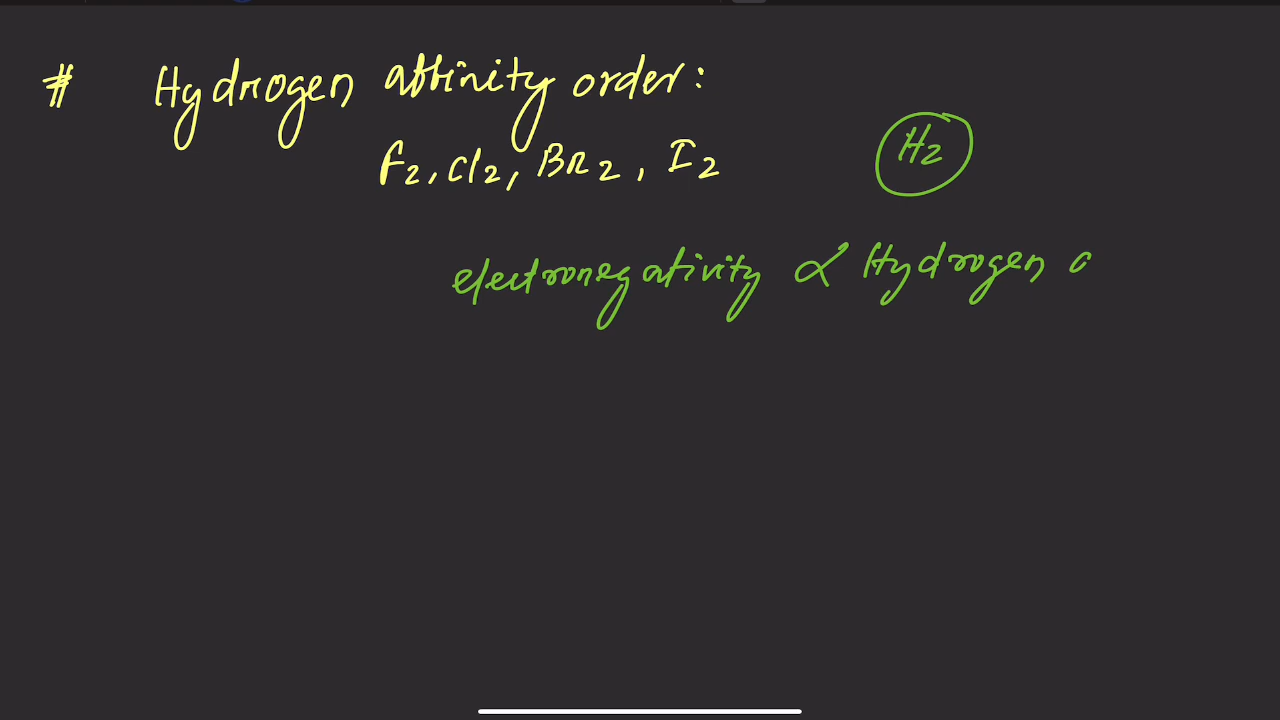 # Hydrogen affinity order:
F2, Cl2, Br2, I2 H2
electronegativity ∝ Hydrogen a